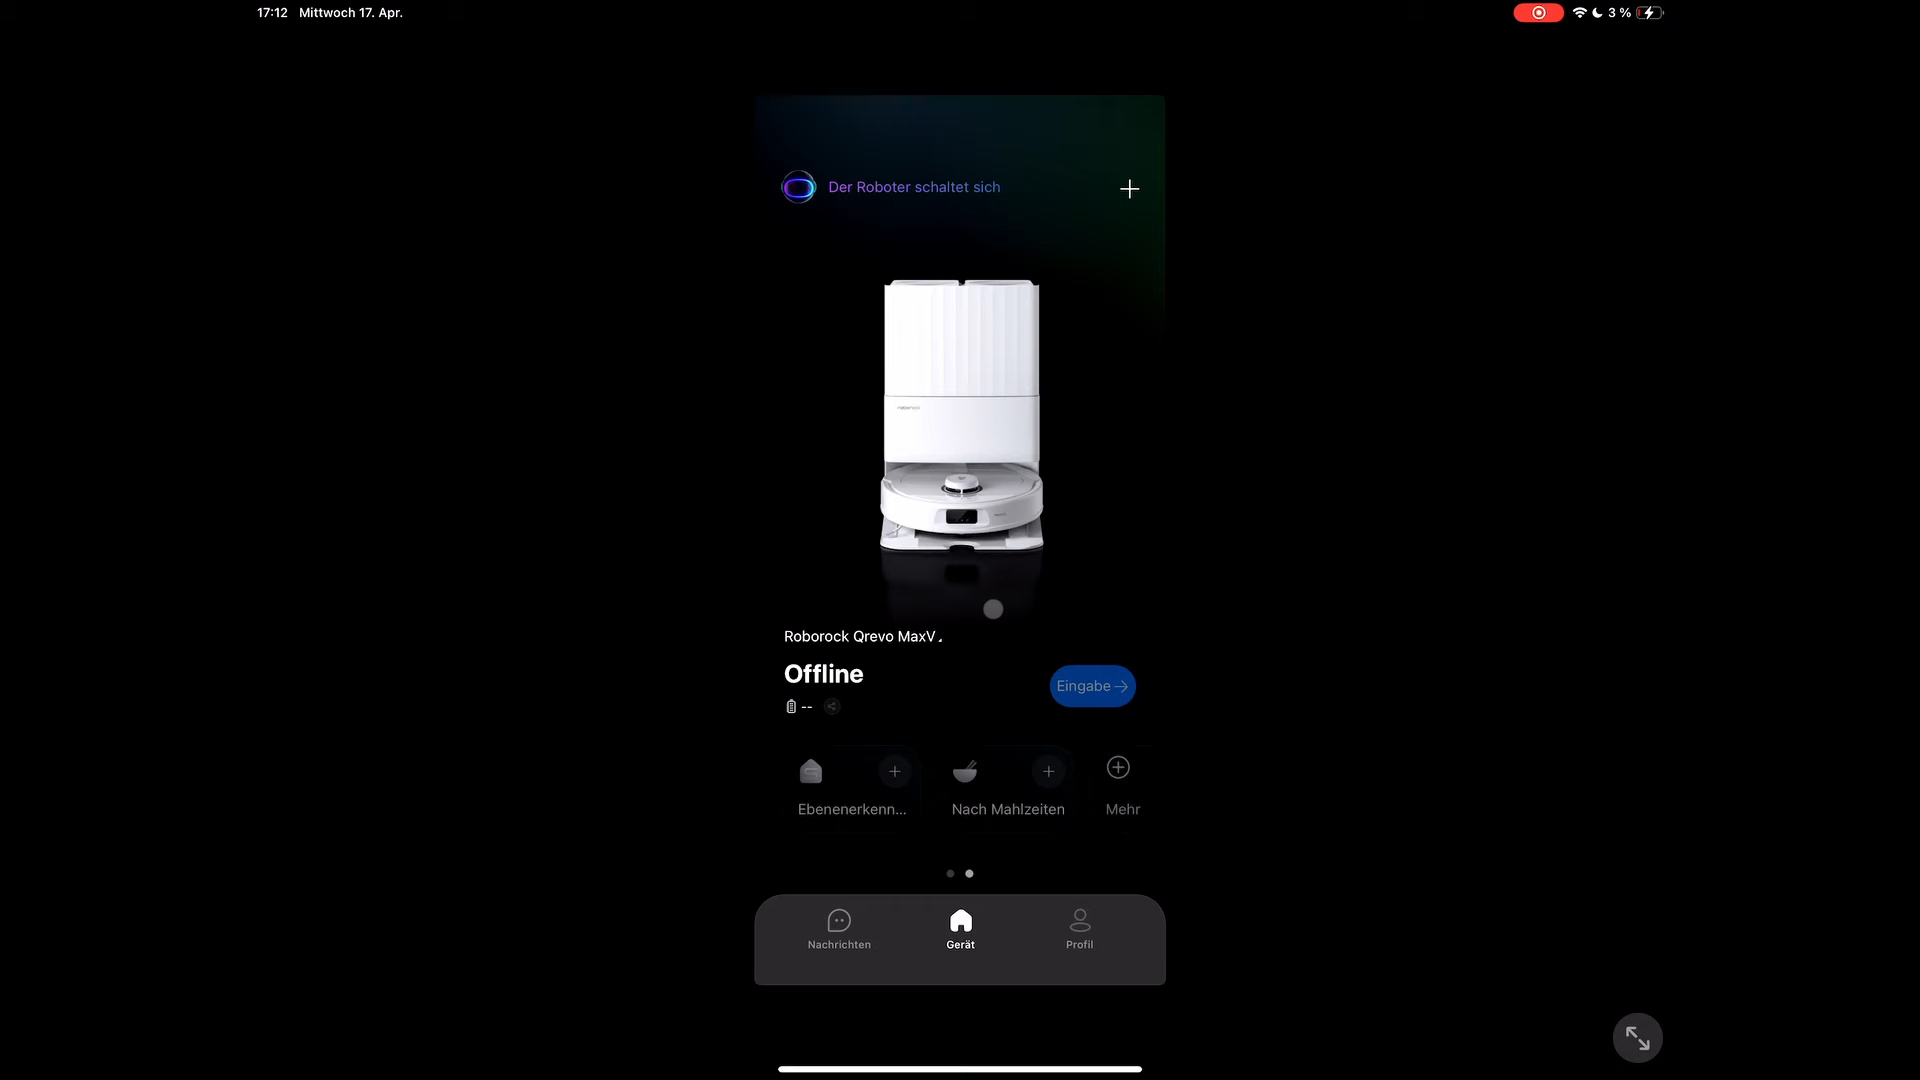 17:12 Mittwoch 17. Apr.
3 %
Der Roboter schaltet sich
roborock
Roborock Qrevo MaxV
Offline
--
Eingabe
Ebenenerkenn...
Nach Mahlzeiten
Mehr
Nachrichten
Gerät
Profil